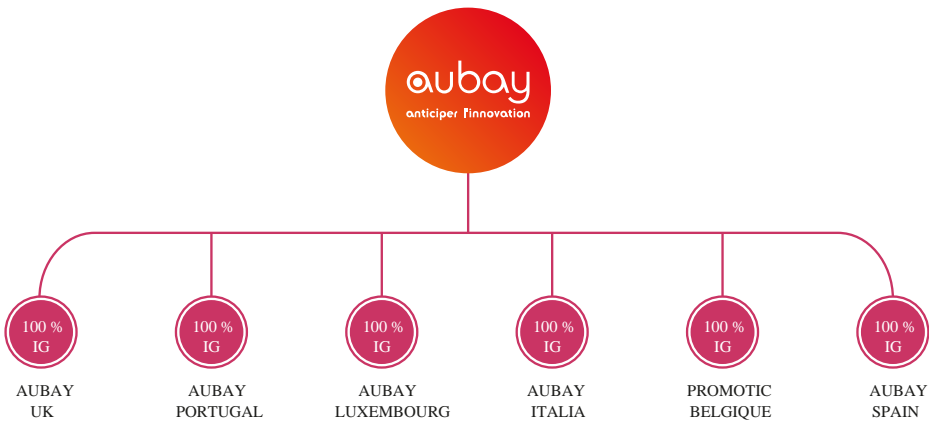 aubay
anticiper l'innovation
100 %
IG
100 %
IG
100 %
IG
100 %
IG
100 %
IG
100 %
IG
AUBAY
UK
AUBAY
PORTUGAL
AUBAY
LUXEMBOURG
AUBAY
ITALIA
PROMOTIC
BELGIQUE
AUBAY
SPAIN